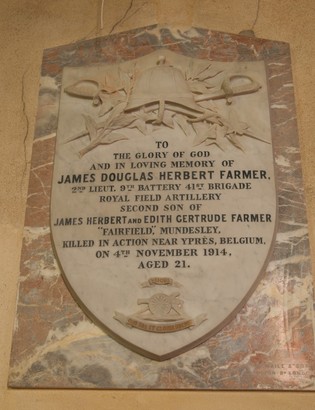 TO
THE GLORY OF GOD
AND IN LOVING MEMORY OF
JAMES DOUGLAS HERBERT FARMER,
2ND LIEUT. 9TH BATTERY 41ST BRIGADE
ROYAL FIELD ARTILLERY
SECOND SON OF
JAMES HERBERT AND EDITH GERTRUDE FARMER
"FAIRFIELD," MUNDESLEY,
KILLED IN ACTION NEAR YPRES, BELGIUM,
ON 4TH NOVEMBER 1914,
AGED 21.